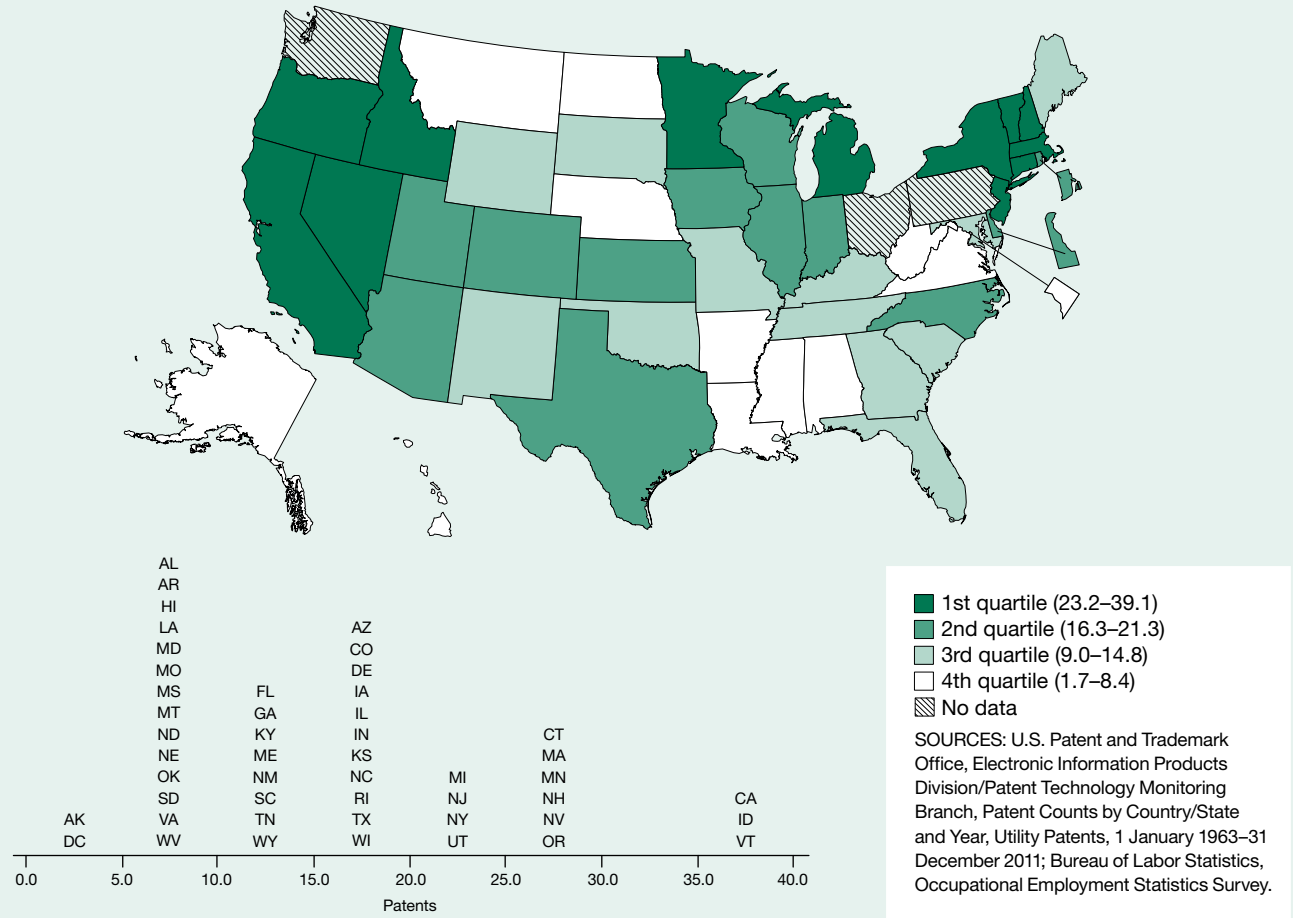 AL
AR
HI
LA AZ
MD CO
MO DE
MS FL IA
MT GA IL
ND KY IN CT
NE ME KS MA
OK NM NC MI MN
SD SC RI NJ NH CA
AK VA TN TX NY NV ID
DC WV WY WI UT OR VT
0.0 5.0 10.0 15.0 20.0 25.0 30.0 35.0 40.0
Patents
1st quartile (23.2–39.1)
2nd quartile (16.3–21.3)
3rd quartile (9.0–14.8)
4th quartile (1.7–8.4)
No data
SOURCES: U.S. Patent and Trademark
Office, Electronic Information Products
Division/Patent Technology Monitoring
Branch, Patent Counts by Country/State
and Year, Utility Patents, 1 January 1963–31
December 2011; Bureau of Labor Statistics,
Occupational Employment Statistics Survey.